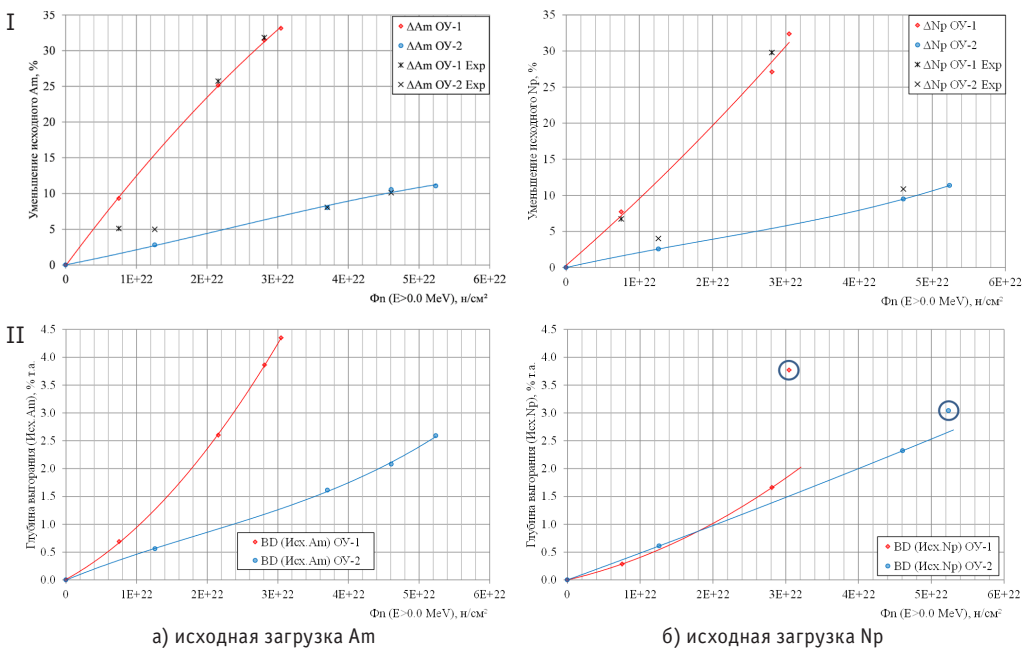 I
Уменьшение исходного Am, %
35
30
25
20
15
10
5
0
ΔAm ОУ-1
ΔAm ОУ-2
ΔAm ОУ-1 Exp
ΔAm ОУ-2 Exp
0 1E+22 2E+22 3E+22 4E+22 5E+22 6E+22
Фn (E>0.0 MeV), н/см²
Уменьшение исходного Np, %
35
30
25
20
15
10
5
0
ΔNp ОУ-1
ΔNp ОУ-2
ΔNp ОУ-1 Exp
ΔNp ОУ-2 Exp
0 1E+22 2E+22 3E+22 4E+22 5E+22 6E+22
Фn (E>0.0 MeV), н/см²
II
Глубина выгорания (Исх.Am), % т.а.
4.5
4.0
3.5
3.0
2.5
2.0
1.5
1.0
0.5
0.0
BD (Исх.Am) ОУ-1
BD (Исх.Am) ОУ-2
0 1E+22 2E+22 3E+22 4E+22 5E+22 6E+22
Фn (E>0.0 MeV), н/см²
а) исходная загрузка Am
Глубина выгорания (Исх.Np), % т.а.
4.5
4.0
3.5
3.0
2.5
2.0
1.5
1.0
0.5
0.0
BD (Исх.Np) ОУ-1
BD (Исх.Np) ОУ-2
0 1E+22 2E+22 3E+22 4E+22 5E+22 6E+22
Фn (E>0.0 MeV), н/см²
б) исходная загрузка Np